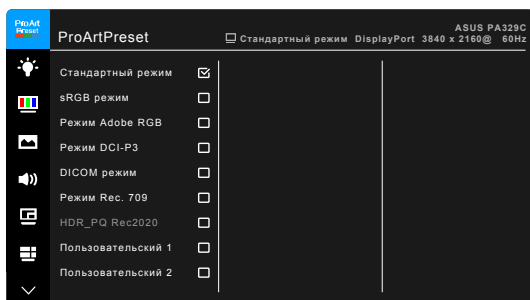 ProArt
Preset
ProArtPreset
ASUS PA329C
Стандартный режим DisplayPort 3840 x 2160@ 60Hz
Стандартный режим
sRGB режим
Режим Adobe RGB
Режим DCI-P3
DICOM режим
Режим Rec. 709
HDR_PQ Rec2020
Пользовательский 1
Пользовательский 2